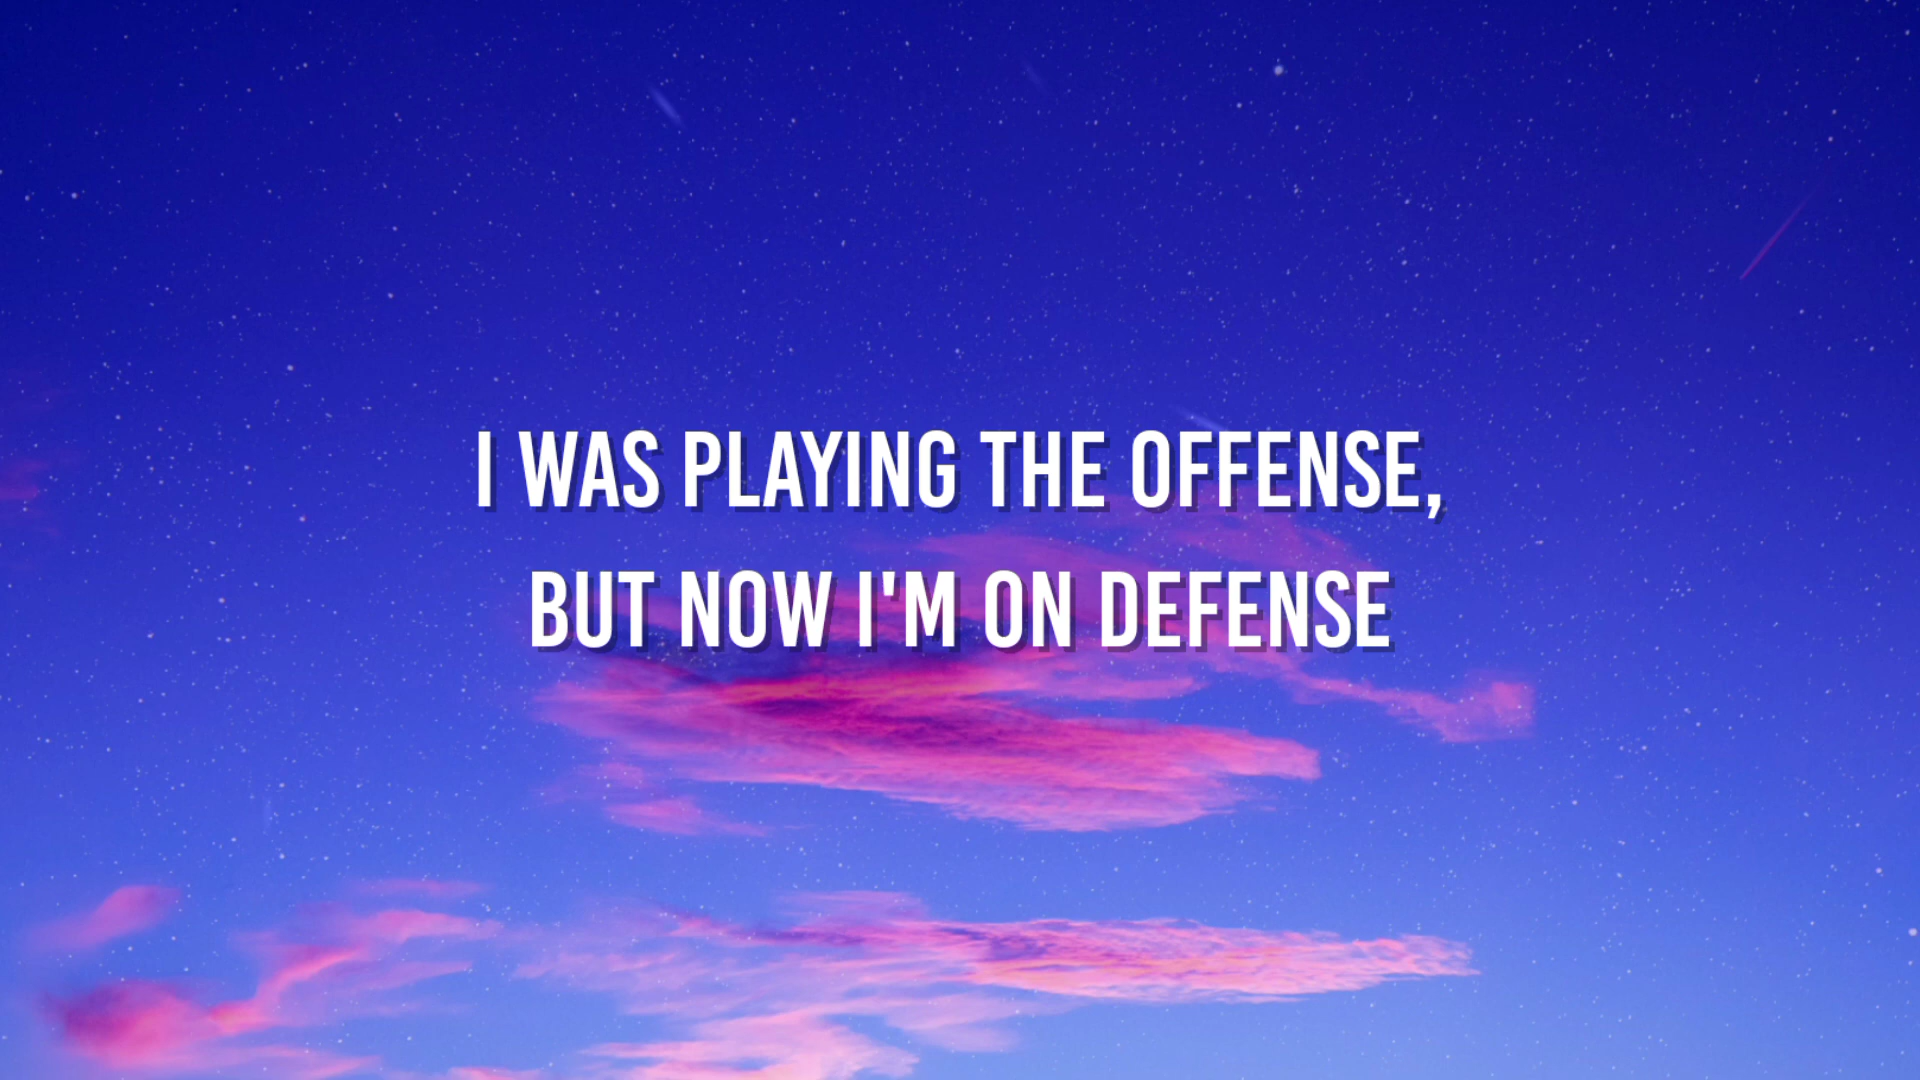 I WAS PLAYING THE OFFENSE,
BUT NOW I'M ON DEFENSE